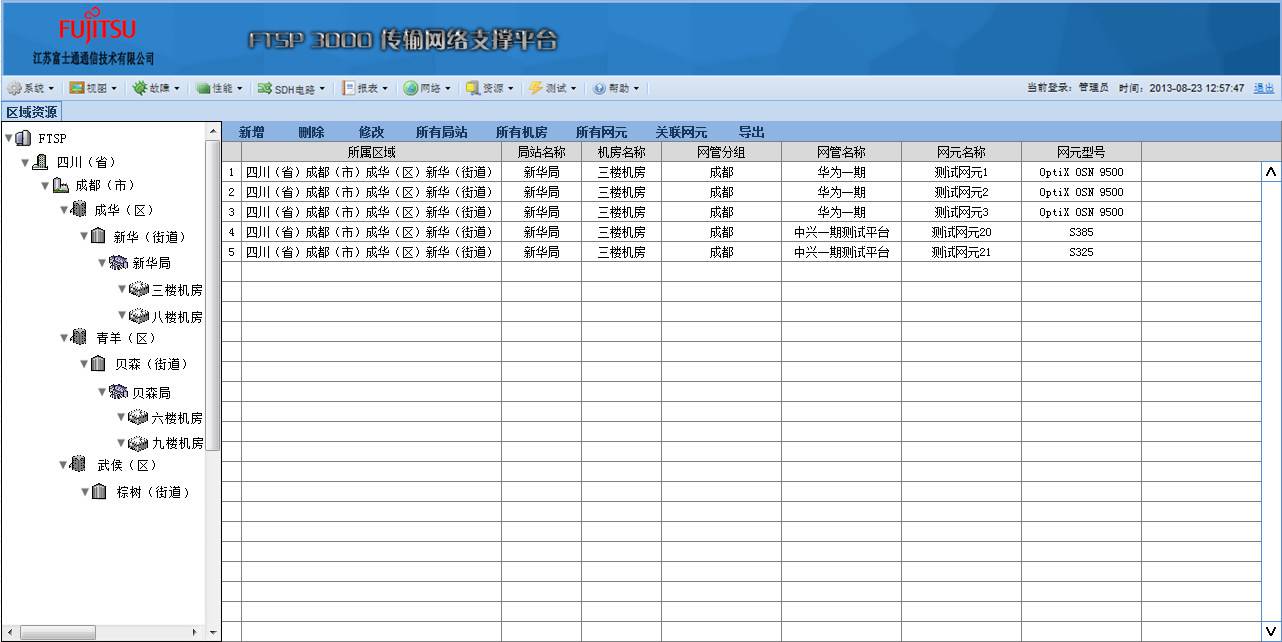 FUJITSU
江苏富士通通信技术有限公司
FTSP 3000 传输网络支撑平台
系统 视图 故障 性能 SDH电路 报表 网络 资源 测试 帮助 当前登录：管理员 时间：2013-08-23 12:57:47 退出
区域资源
FTSP
四川（省）
成都（市）
成华（区）
新华（街道）
新华局
三楼机房
八楼机房
青羊（区）
贝森（街道）
贝森局
六楼机房
九楼机房
武侯（区）
棕树（街道）
新增 删除 修改 所有局站 所有机房 所有网元 关联网元 导出
所属区域 局站名称 机房名称 网管分组 网管名称 网元名称 网元型号
1 四川（省）成都（市）成华（区）新华（街道） 新华局 三楼机房 成都 华为一期 测试网元1 OptiX OSN 9500
2 四川（省）成都（市）成华（区）新华（街道） 新华局 三楼机房 成都 华为一期 测试网元2 OptiX OSN 9500
3 四川（省）成都（市）成华（区）新华（街道） 新华局 三楼机房 成都 华为一期 测试网元3 OptiX OSN 9500
4 四川（省）成都（市）成华（区）新华（街道） 新华局 三楼机房 成都 中兴一期测试平台 测试网元20 S385
5 四川（省）成都（市）成华（区）新华（街道） 新华局 三楼机房 成都 中兴一期测试平台 测试网元21 S325